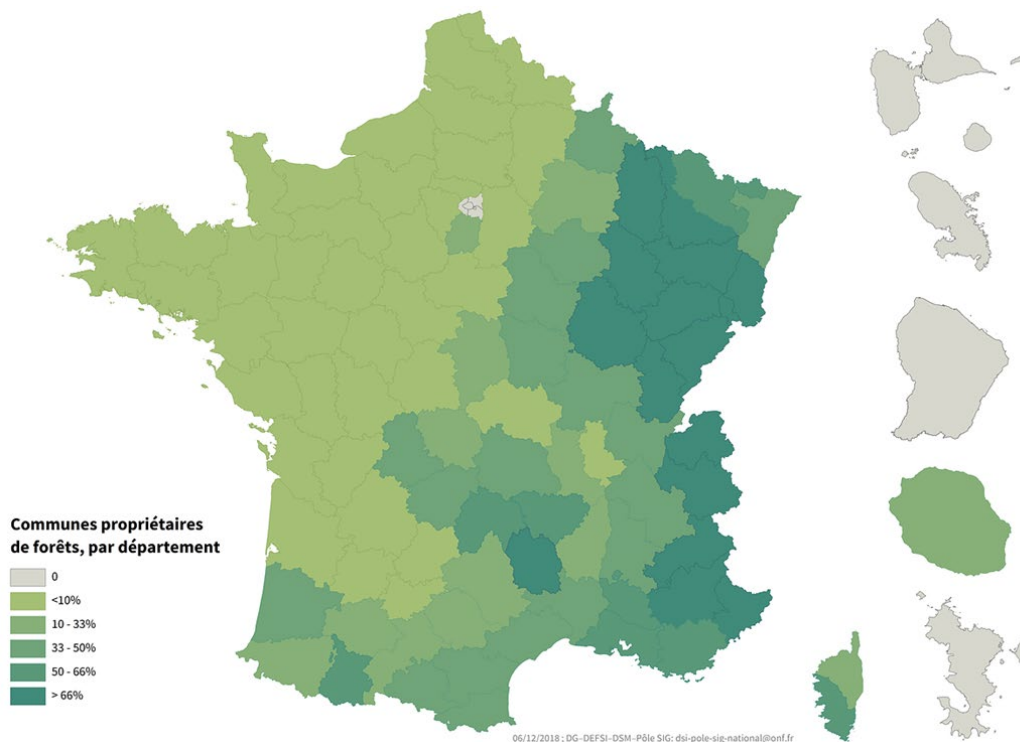 Communes propriétaires
de forêts, par département
0
<10%
10 - 33%
33 - 50%
50 - 66%
> 66%
06/12/2018 ; DG-DEFSI-DSM-Pôle SIG: dsi-pole-sig-national@onf.fr